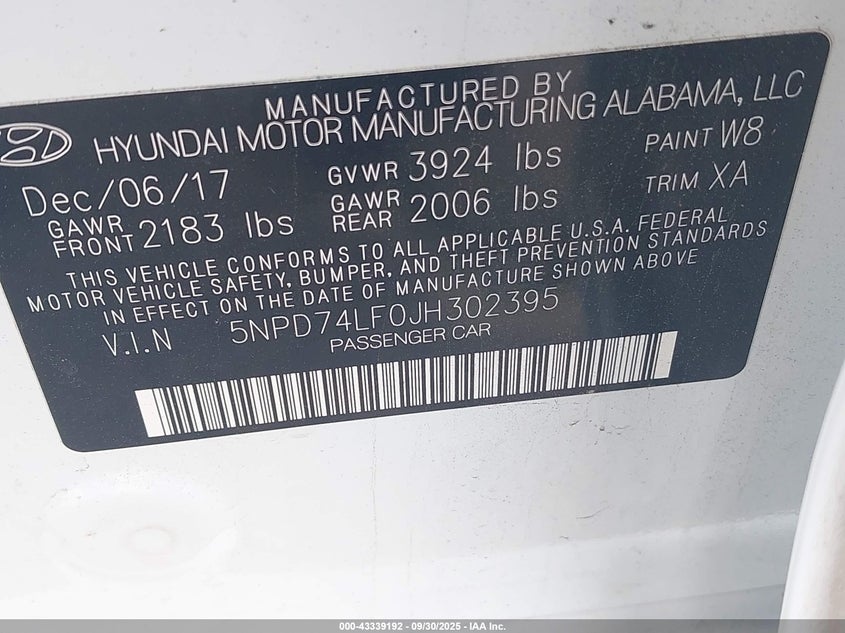 MANUFACTURED BY
HYUNDAI MOTOR MANUFACTURING ALABAMA, LLC
Dec/06/17 GVWR 3924 lbs PAINT W8
GAWR FRONT 2183 lbs GAWR REAR 2006 lbs TRIM XA
THIS VEHICLE CONFORMS TO ALL APPLICABLE U.S.A. FEDERAL
MOTOR VEHICLE SAFETY, BUMPER, AND THEFT PREVENTION STANDARDS
IN EFFECT ON THE DATE OF MANUFACTURE SHOWN ABOVE
V.I.N 5NPD74LF0JH302395
PASSENGER CAR
000-43339192 - 09/30/2025 - IAA Inc.